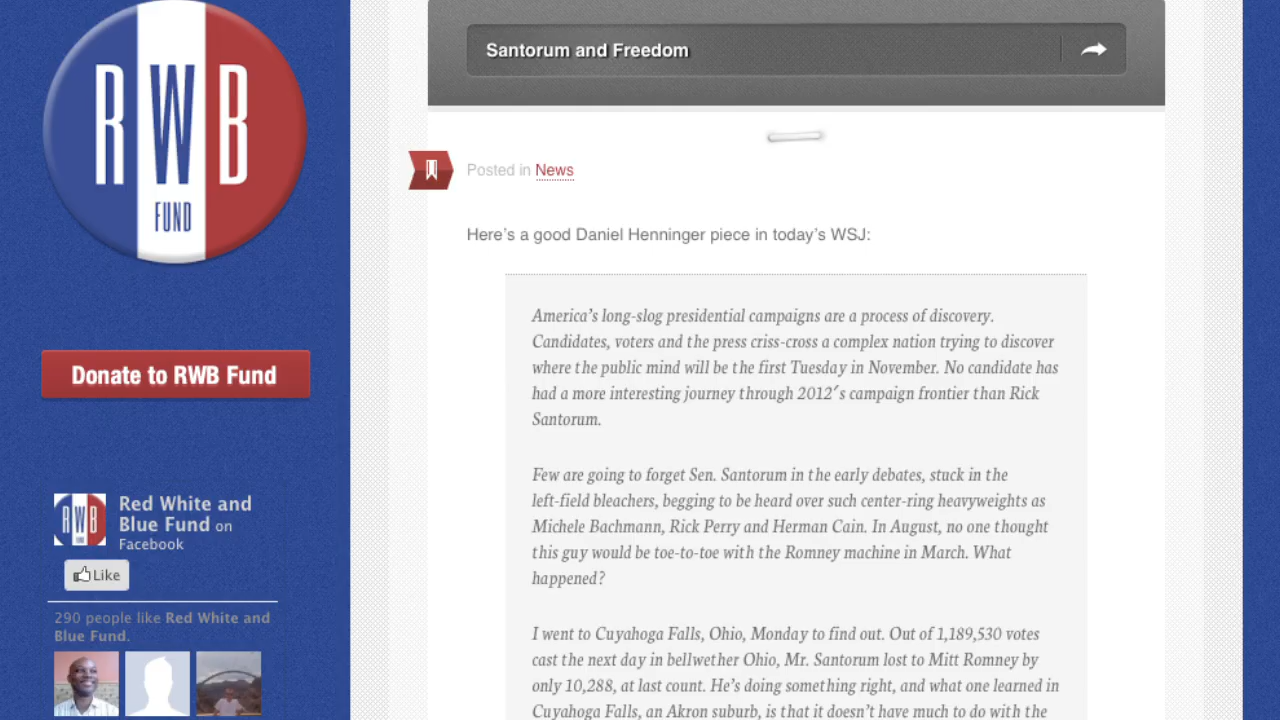 RWB
FUND
Donate to RWB Fund
Red White and
Blue Fund on
Facebook
Like
290 people like Red White and
Blue Fund.
Santorum and Freedom
Posted in News
Here's a good Daniel Henninger piece in today's WSJ:
America's long-slog presidential campaigns are a process of discovery.
Candidates, voters and the press criss-cross a complex nation trying to discover
where the public mind will be the first Tuesday in November. No candidate has
had a more interesting journey through 2012′s campaign frontier than Rick
Santorum.
Few are going to forget Sen. Santorum in the early debates, stuck in the
left-field bleachers, begging to be heard over such center-ring heavyweights as
Michele Bachmann, Rick Perry and Herman Cain. In August, no one thought
this guy would be toe-to-toe with the Romney machine in March. What
happened?
I went to Cuyahoga Falls, Ohio, Monday to find out. Out of 1,189,530 votes
cast the next day in bellwether Ohio, Mr. Santorum lost to Mitt Romney by
only 10,288, at last count. He's doing something right, and what one learned in
Cuyahoga Falls, an Akron suburb, is that it doesn't have much to do with the